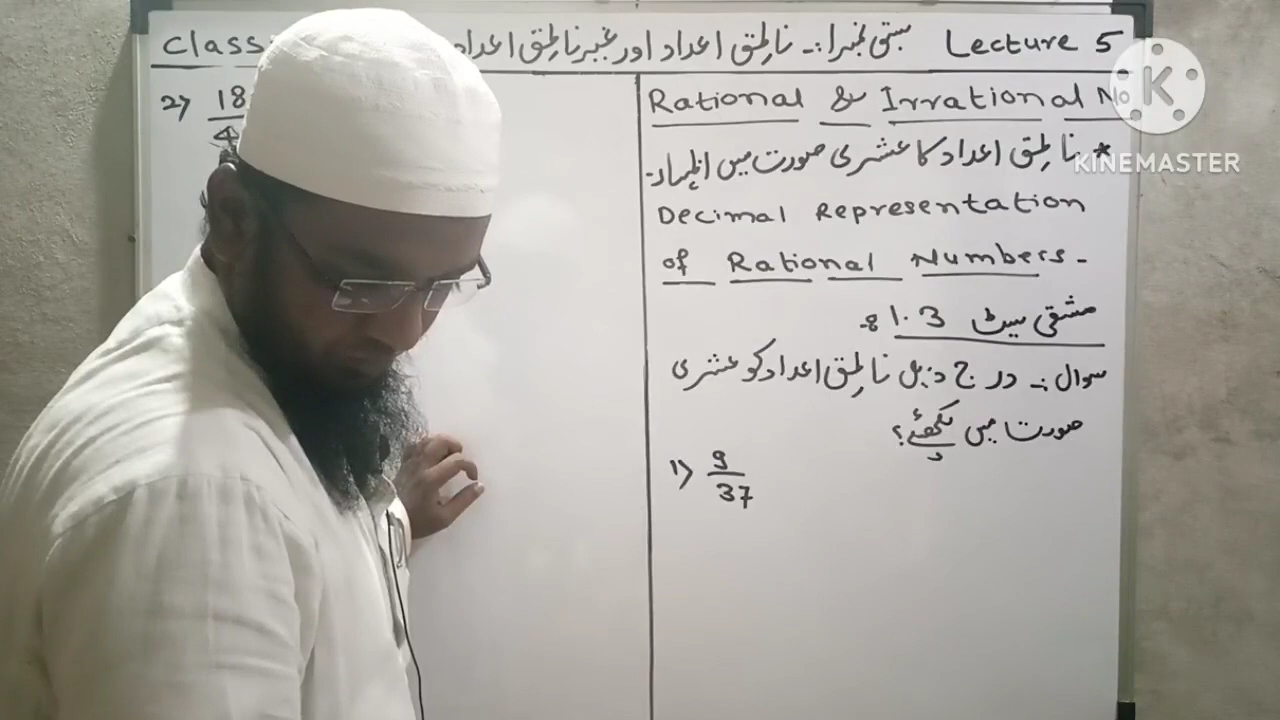 سبق نمبر ۱:۔ ناطق اعداد اور غیر ناطق اعداد Lecture 5
Class
Rational & Irrational No
* ناطق اعداد کا عشری صورت میں اظہار۔
Decimal Representation
of Rational Numbers-
مشقی سیٹ 1.3 :-
سوال :۔ درج ذیل ناطق اعداد کو عشری
صورت میں لکھئے؟
1) 9/37
2) 18
K
KINEMASTER